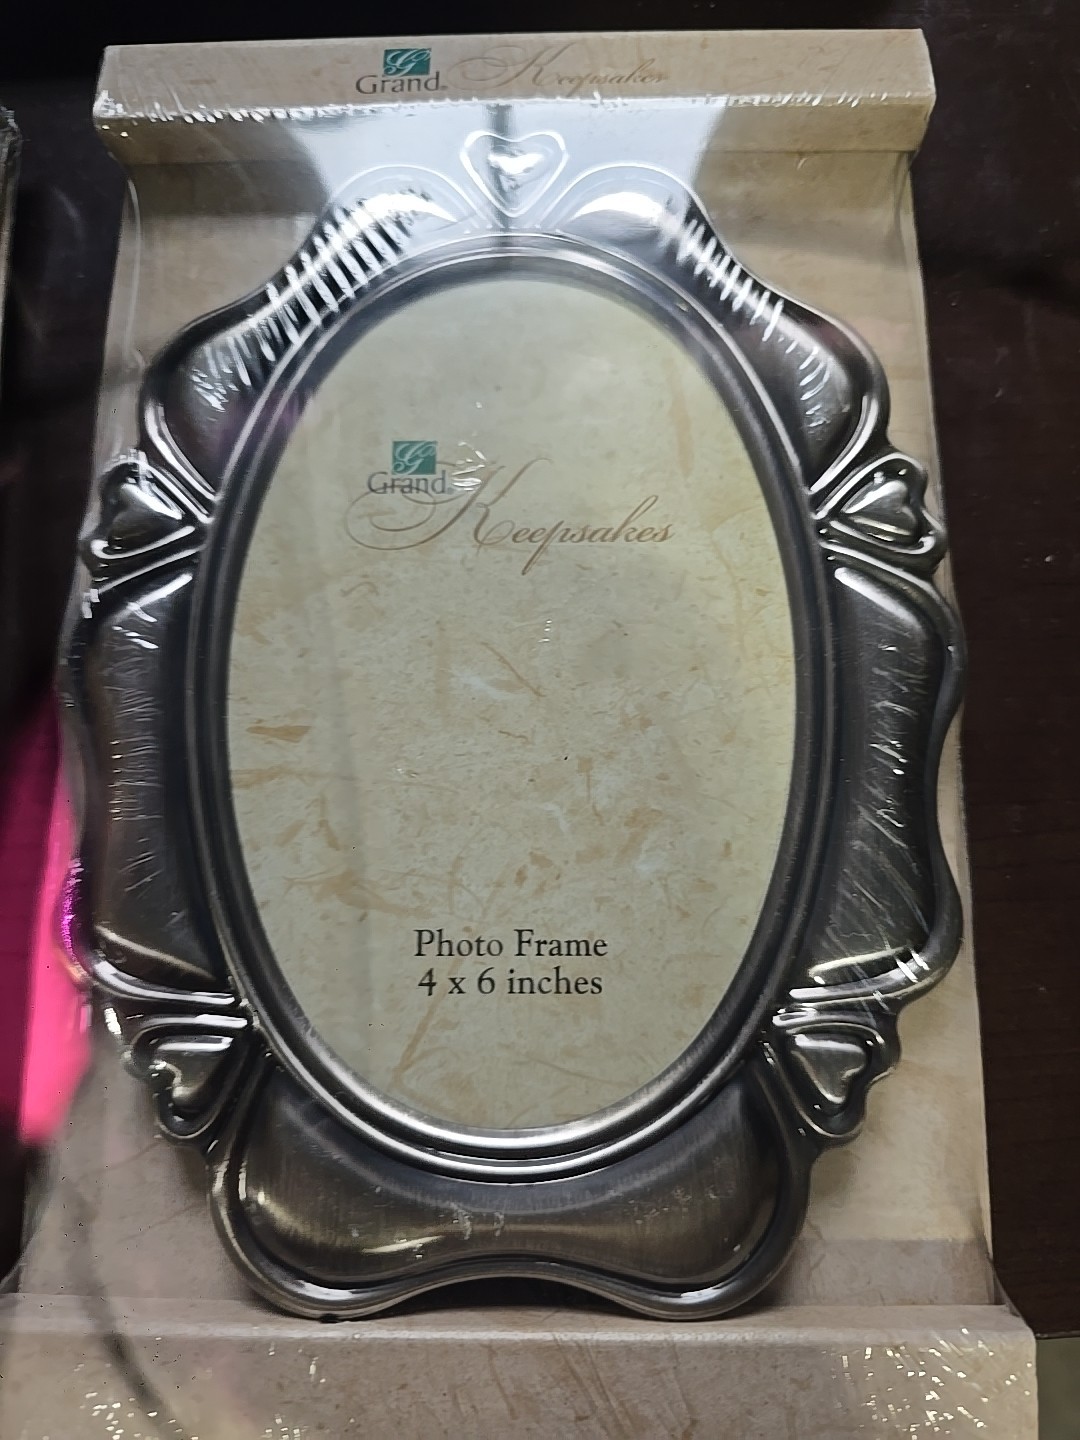 G
Grand® Keepsakes
G
Grand® Keepsakes
Photo Frame
4 x 6 inches